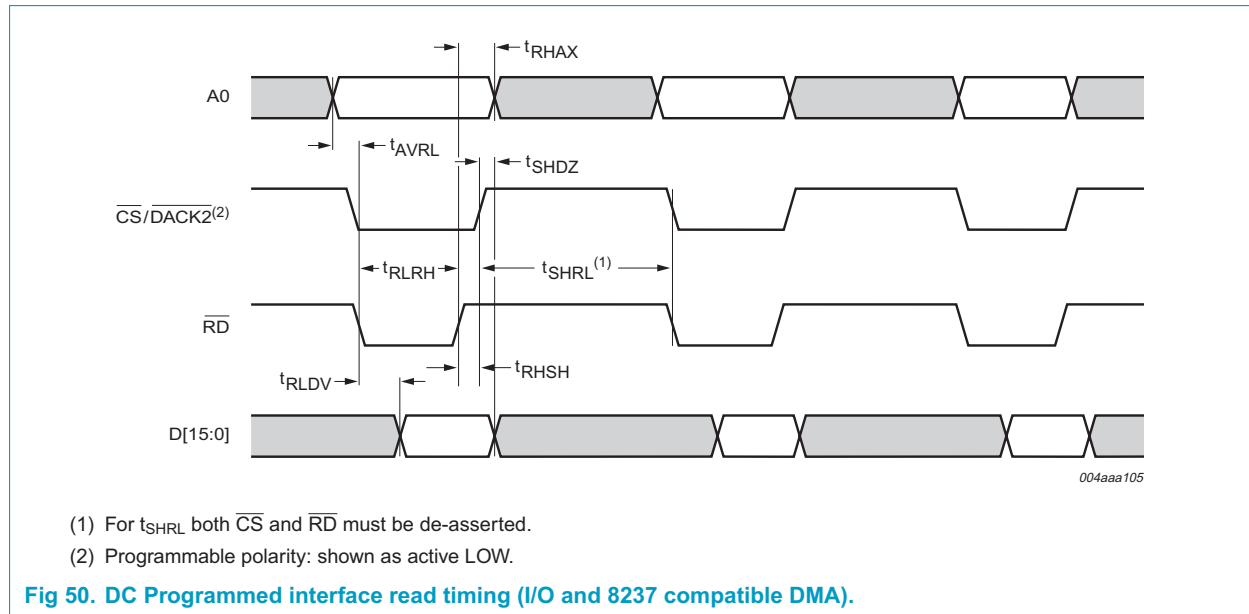 tRHAX
A0
tAVRL
tSHDZ
CS/DACK2(2)
tRLRH
tSHRL(1)
RD
tRHSH
tRLDV
D[15:0]
004aaa105
(1) For tSHRL both CS and RD must be de-asserted.
(2) Programmable polarity: shown as active LOW.
Fig 50. DC Programmed interface read timing (I/O and 8237 compatible DMA).